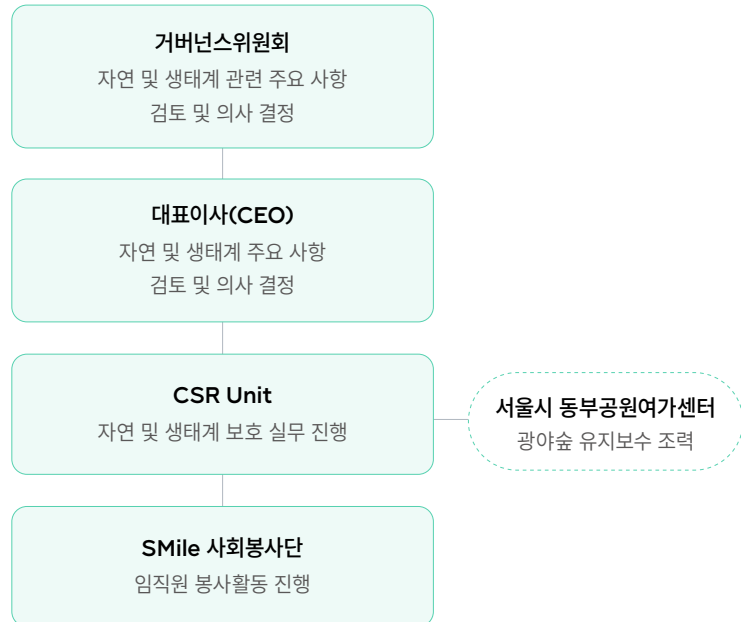 거버넌스위원회
자연 및 생태계 관련 주요 사항
검토 및 의사 결정
대표이사(CEO)
자연 및 생태계 주요 사항
검토 및 의사 결정
CSR Unit
자연 및 생태계 보호 실무 진행
서울시 동부공원여가센터
광야숲 유지보수 조력
SMile 사회봉사단
임직원 봉사활동 진행